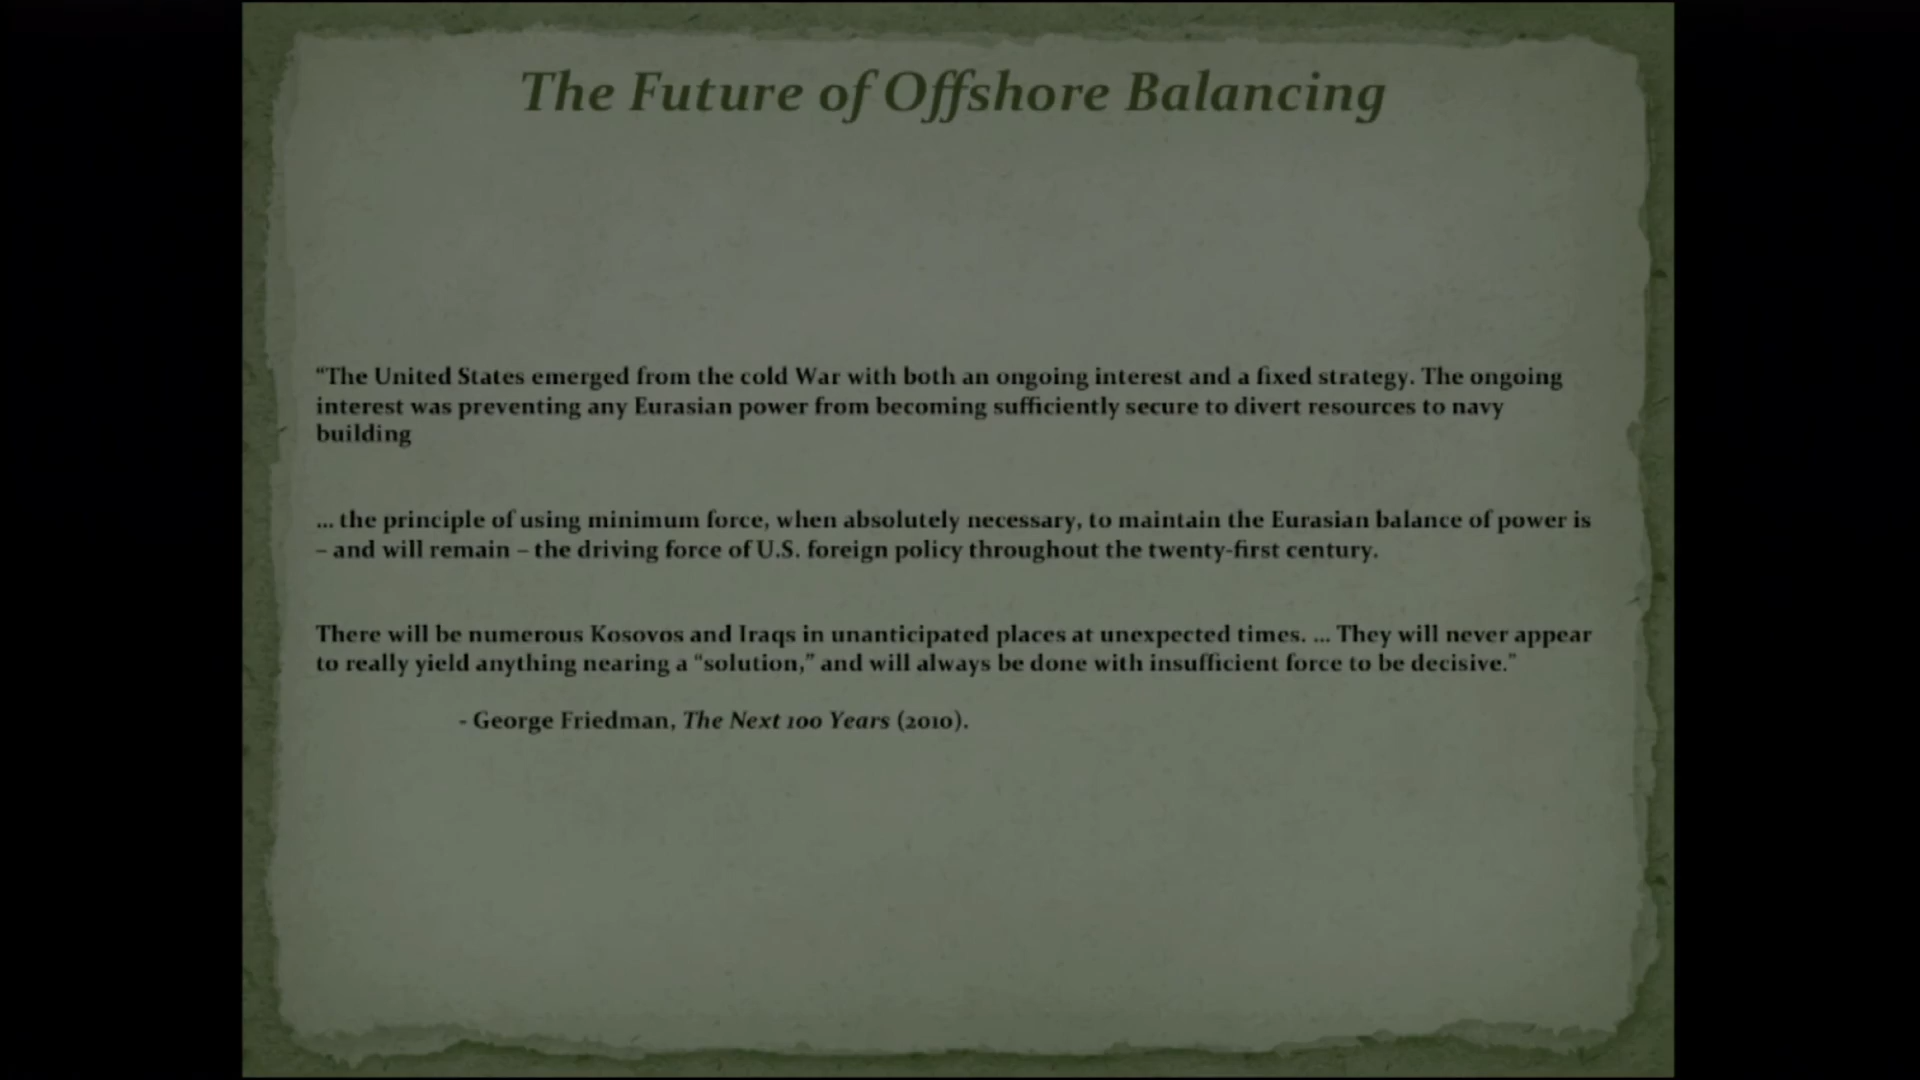 The Future of Offshore Balancing
“The United States emerged from the cold War with both an ongoing interest and a fixed strategy. The ongoing
interest was preventing any Eurasian power from becoming sufficiently secure to divert resources to navy
building
... the principle of using minimum force, when absolutely necessary, to maintain the Eurasian balance of power is
– and will remain – the driving force of U.S. foreign policy throughout the twenty-first century.
There will be numerous Kosovos and Iraqs in unanticipated places at unexpected times. ... They will never appear
to really yield anything nearing a “solution,” and will always be done with insufficient force to be decisive.”
- George Friedman, The Next 100 Years (2010).